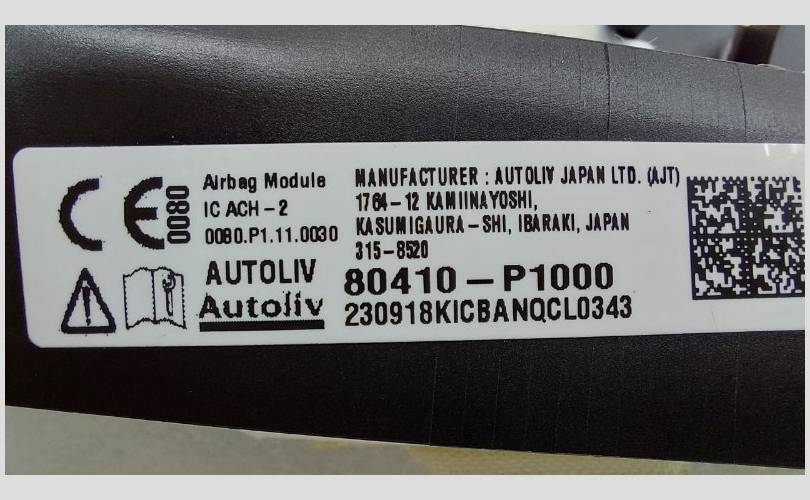 CE 0080
Airbag Module
IC ACH-2
0080.P1.11.0030
MANUFACTURER : AUTOLIV JAPAN LTD. (AJT)
1764-12 KAMIINAYOSHI,
KASUMIGAURA-SHI, IBARAKI, JAPAN
315-8520
AUTOLIV
Autoliv
80410-P1000
230918KICBANQCL0343